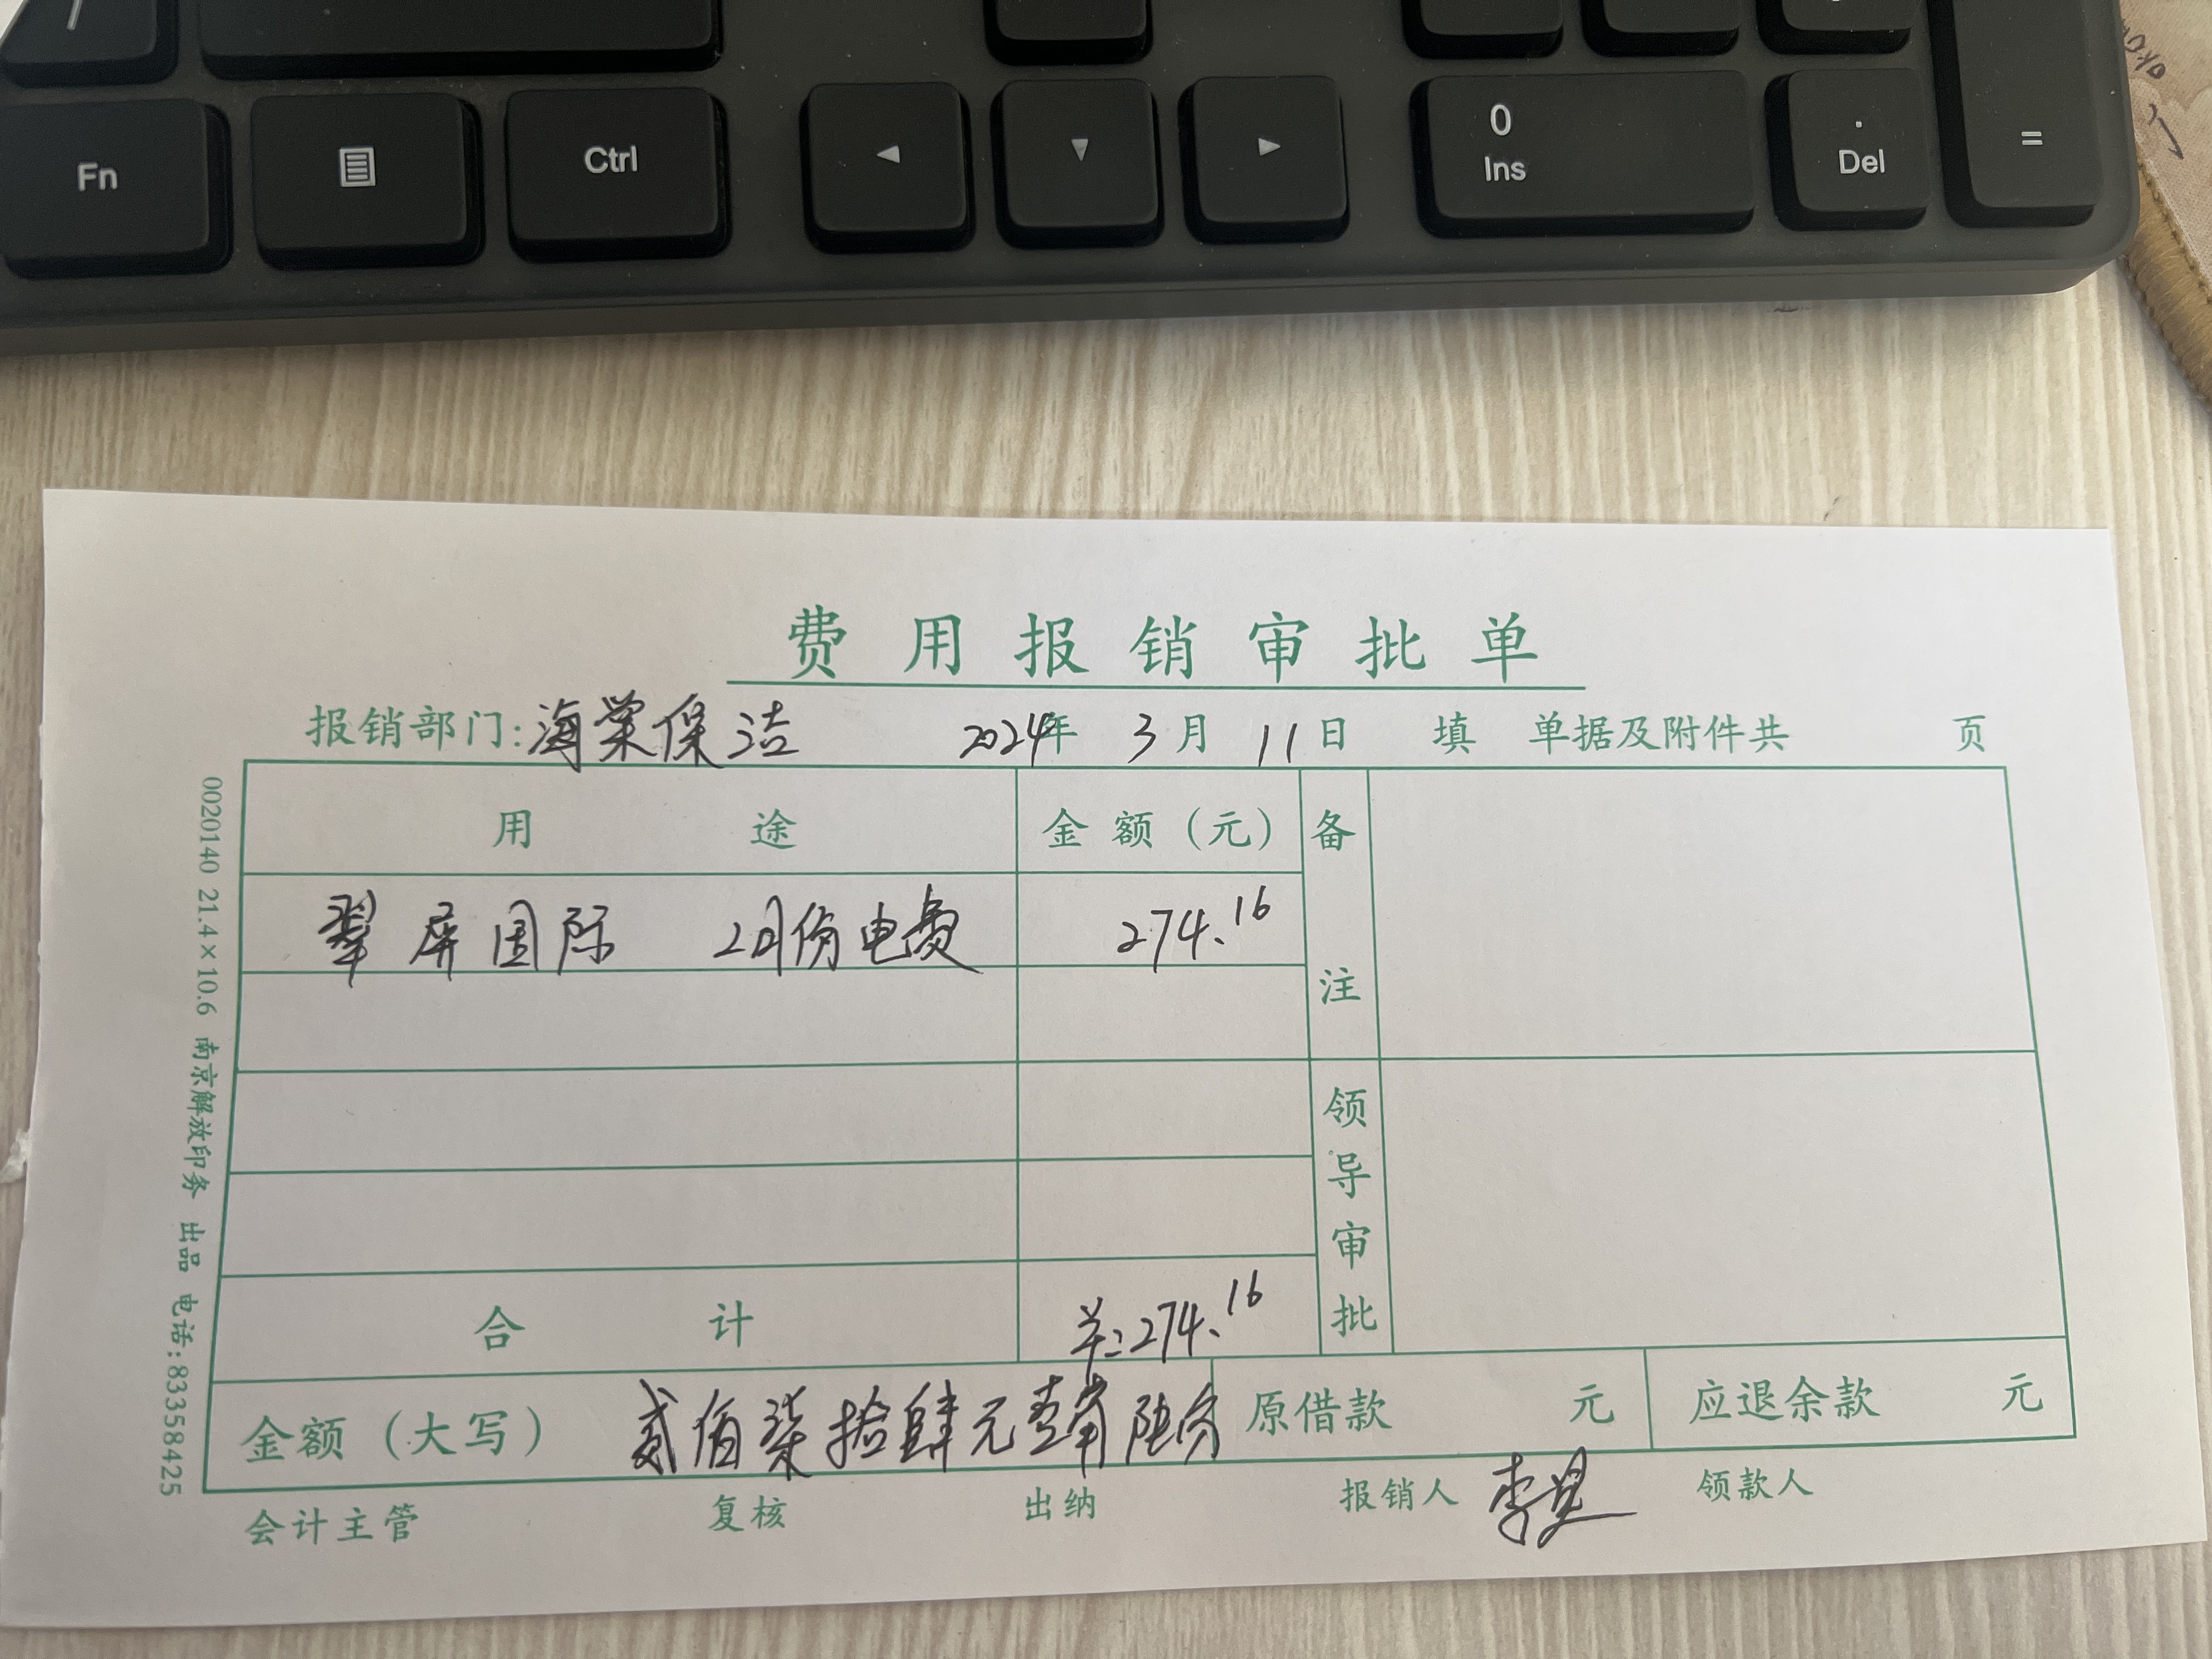 Fn
Ctrl
0
Ins
.
Del
=
费用报销审批单
报销部门:海棠保洁 2024年 3月 11日 填 单据及附件共 页
用途 金额(元) 备注
翠屏国际 2月份电费 274.16
领导审批
合计 羊:274.16
金额(大写) 贰佰柒拾肆元壹角陆分 原借款 元 应退余款 元
会计主管 复核 出纳 报销人 李昊 领款人
0020140 21.4×10.6 南京解放印务 出品 电话:83358425